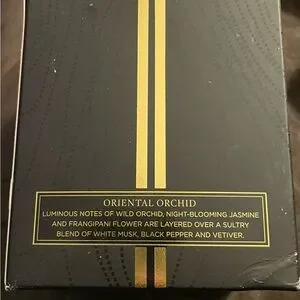 ORIENTAL ORCHID
LUMINOUS NOTES OF WILD ORCHID, NIGHT-BLOOMING JASMINE
AND FRANGIPANI FLOWER ARE LAYERED OVER A SULTRY
BLEND OF WHITE MUSK, BLACK PEPPER AND VETIVER.